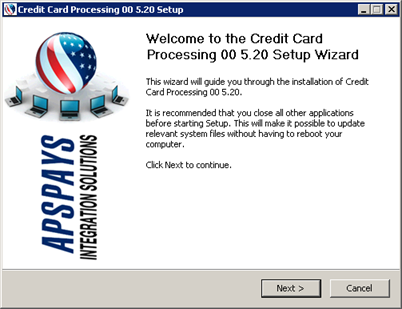 Credit Card Processing 00 5.20 Setup
Welcome to the Credit Card
Processing 00 5.20 Setup Wizard
This wizard will guide you through the installation of Credit
Card Processing 00 5.20.
It is recommended that you close all other applications
before starting Setup. This will make it possible to update
relevant system files without having to reboot your
computer.
Click Next to continue.
APSPAYS
INTEGRATION SOLUTIONS
Next >
Cancel